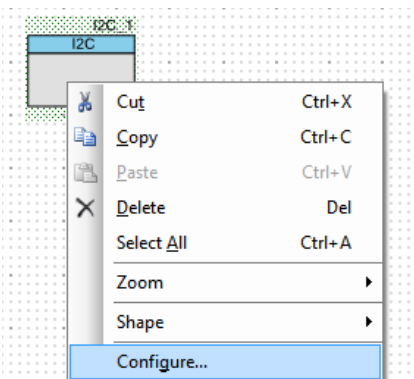 I2C_1
I2C
Cut Ctrl+X
Copy Ctrl+C
Paste Ctrl+V
Delete Del
Select All Ctrl+A
Zoom
Shape
Configure...